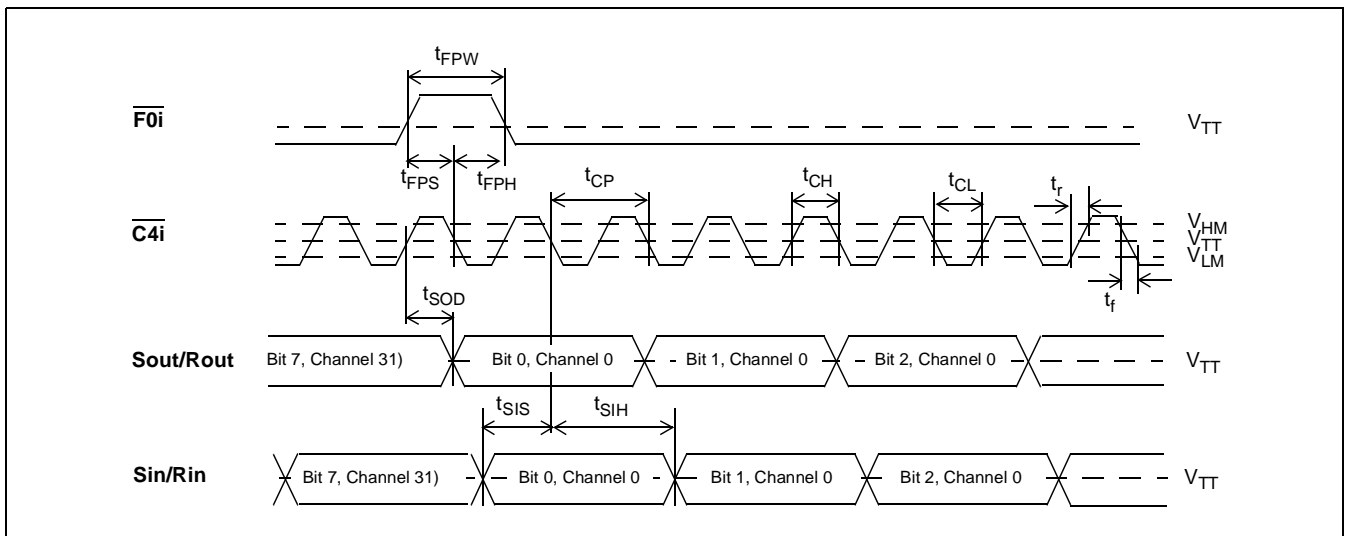 tFPW
F0i
VTT
tFPS
tFPH
tCP
tCH
tCL
tr
C4i
VHM
VTT
VLM
tf
tSOD
Sout/Rout
Bit 7, Channel 31)
Bit 0, Channel 0
Bit 1, Channel 0
Bit 2, Channel 0
VTT
tSIS
tSIH
Sin/Rin
Bit 7, Channel 31)
Bit 0, Channel 0
Bit 1, Channel 0
Bit 2, Channel 0
VTT